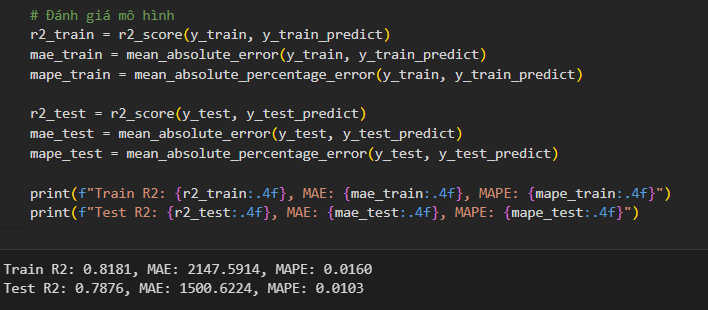 # Đánh giá mô hình
r2_train = r2_score(y_train, y_train_predict)
mae_train = mean_absolute_error(y_train, y_train_predict)
mape_train = mean_absolute_percentage_error(y_train, y_train_predict)
r2_test = r2_score(y_test, y_test_predict)
mae_test = mean_absolute_error(y_test, y_test_predict)
mape_test = mean_absolute_percentage_error(y_test, y_test_predict)
print(f"Train R2: {r2_train:.4f}, MAE: {mae_train:.4f}, MAPE: {mape_train:.4f}")
print(f"Test R2: {r2_test:.4f}, MAE: {mae_test:.4f}, MAPE: {mape_test:.4f}")
Train R2: 0.8181, MAE: 2147.5914, MAPE: 0.0160
Test R2: 0.7876, MAE: 1500.6224, MAPE: 0.0103